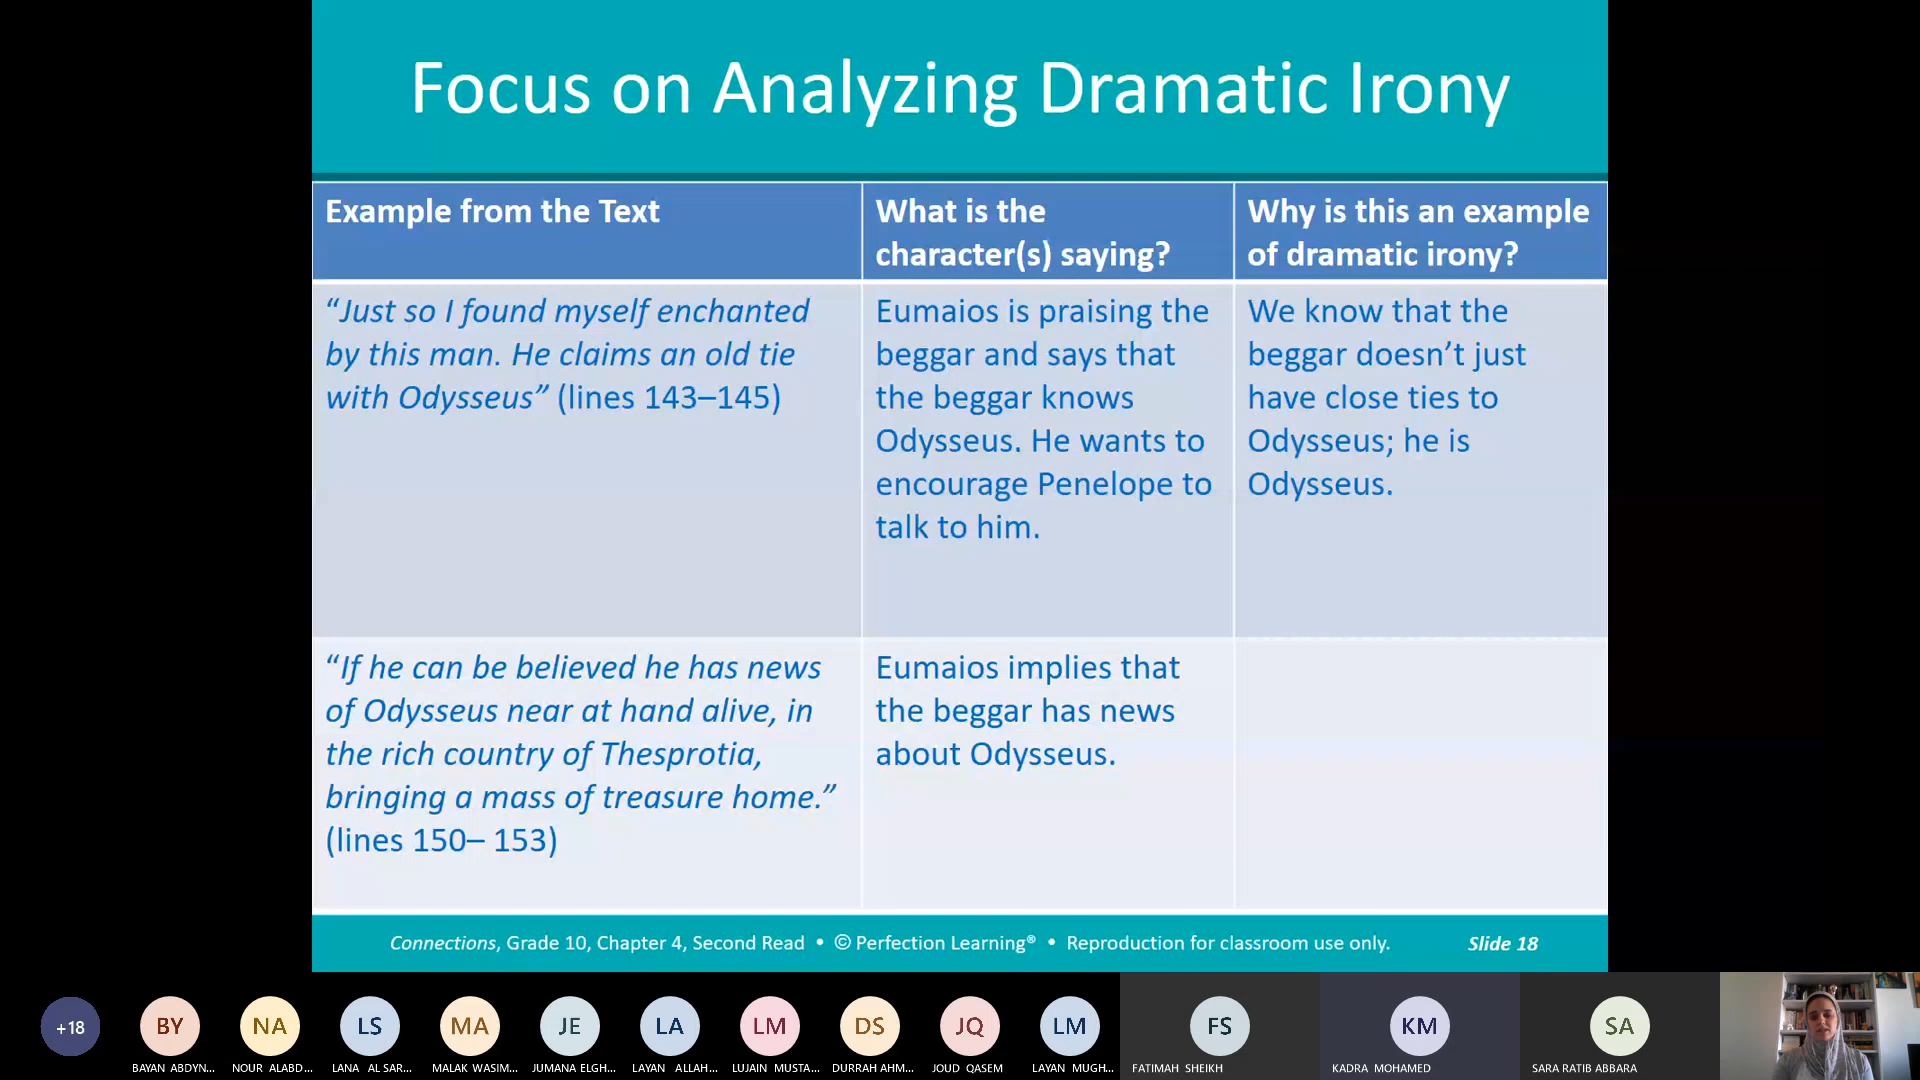 Focus on Analyzing Dramatic Irony
Example from the Text
What is the
character(s) saying?
Why is this an example
of dramatic irony?
“Just so I found myself enchanted
by this man. He claims an old tie
with Odysseus” (lines 143–145)
Eumaios is praising the
beggar and says that
the beggar knows
Odysseus. He wants to
encourage Penelope to
talk to him.
We know that the
beggar doesn’t just
have close ties to
Odysseus; he is
Odysseus.
“If he can be believed he has news
of Odysseus near at hand alive, in
the rich country of Thesprotia,
bringing a mass of treasure home.”
(lines 150– 153)
Eumaios implies that
the beggar has news
about Odysseus.
Connections, Grade 10, Chapter 4, Second Read • © Perfection Learning® • Reproduction for classroom use only.
Slide 18
+18
BY
NA
LS
MA
JE
LA
LM
DS
JQ
LM
FS
KM
SA
BAYAN ABDYN...
NOUR ALABD...
LANA AL SAR...
MALAK WASIM...
JUMANA ELGH...
LAYAN ALLAH...
LUJAIN MUSTA...
DURRAH AHM...
JOUD QASEM
LAYAN MUGH...
FATIMAH SHEIKH
KADRA MOHAMED
SARA RATIB ABBARA